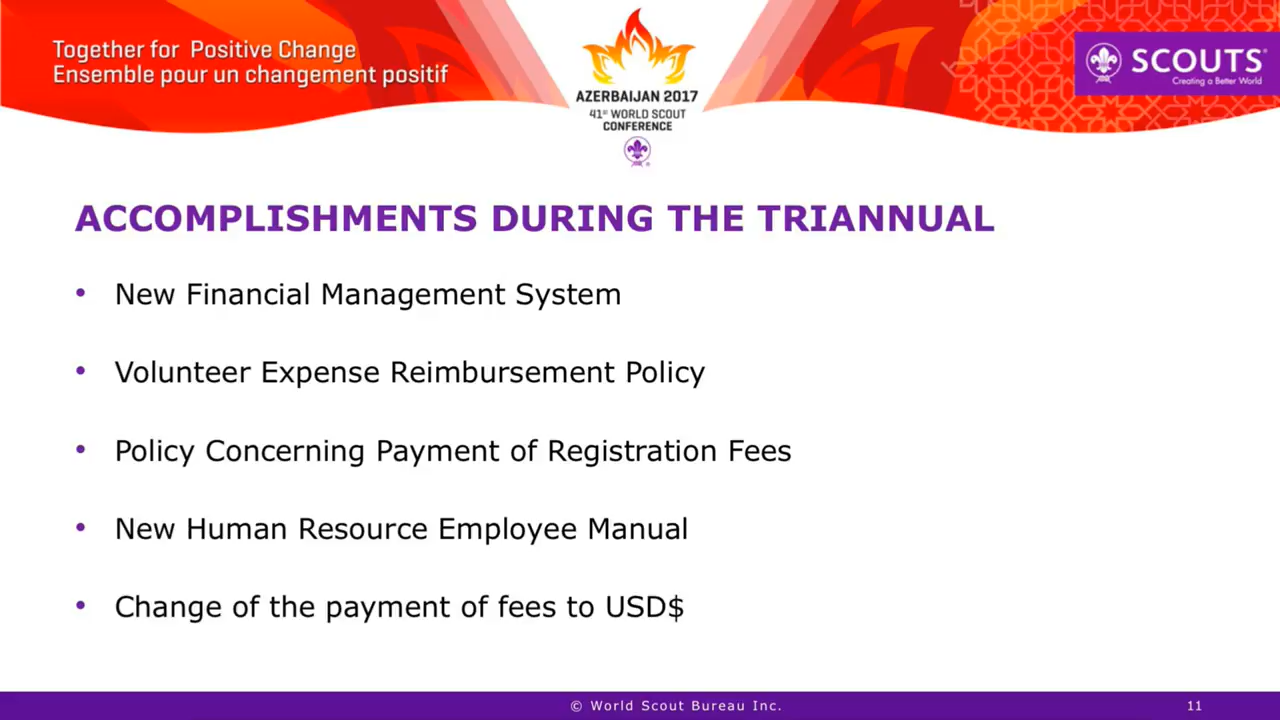 Together for Positive Change
Ensemble pour un changement positif
AZERBAIJAN 2017
41st WORLD SCOUT
CONFERENCE
SCOUTS®
Creating a Better World
ACCOMPLISHMENTS DURING THE TRIANNUAL
• New Financial Management System
• Volunteer Expense Reimbursement Policy
• Policy Concerning Payment of Registration Fees
• New Human Resource Employee Manual
• Change of the payment of fees to USD$
© World Scout Bureau Inc.
11